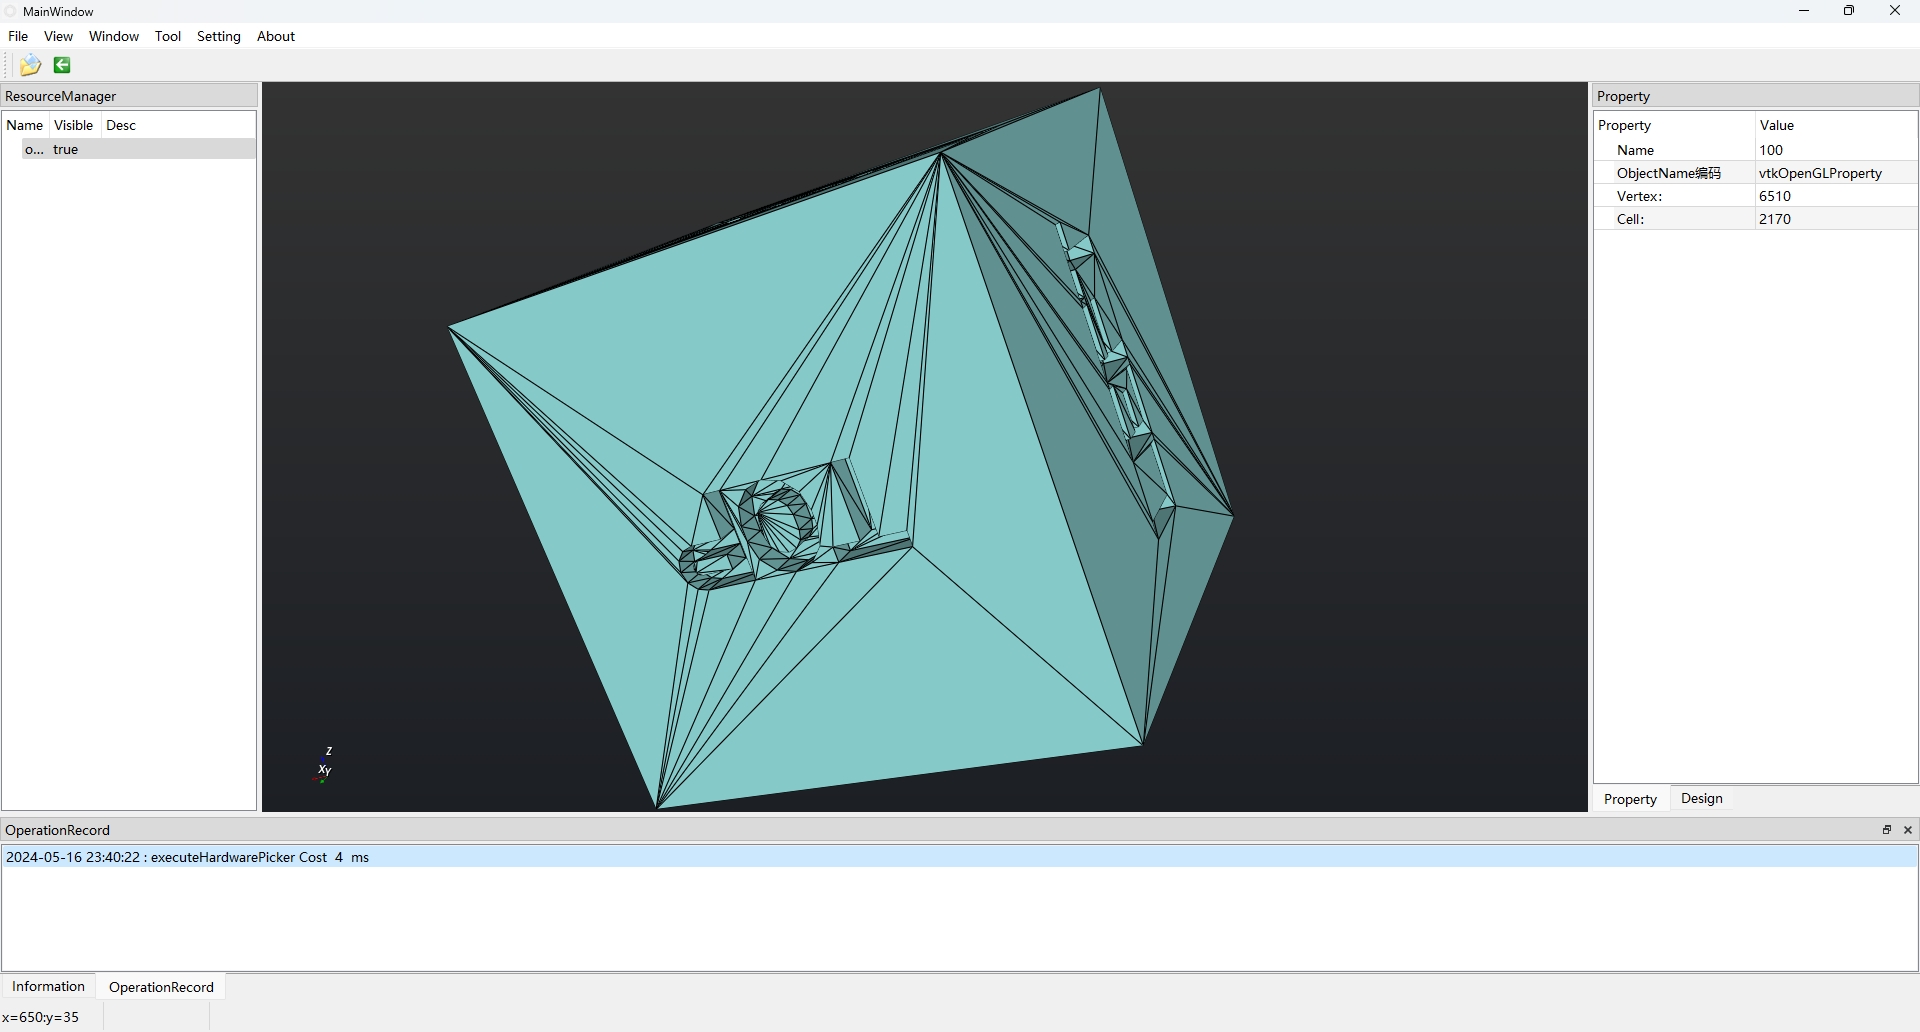 MainWindow
File View Window Tool Setting About
ResourceManager
Name Visible Desc
o... true
Z
X Y
Property
Property Value
Name 100
ObjectName编码 vtkOpenGLProperty
Vertex: 6510
Cell: 2170
Property Design
OperationRecord
2024-05-16 23:40:22 : executeHardwarePicker Cost 4 ms
Information OperationRecord
x=650;y=35